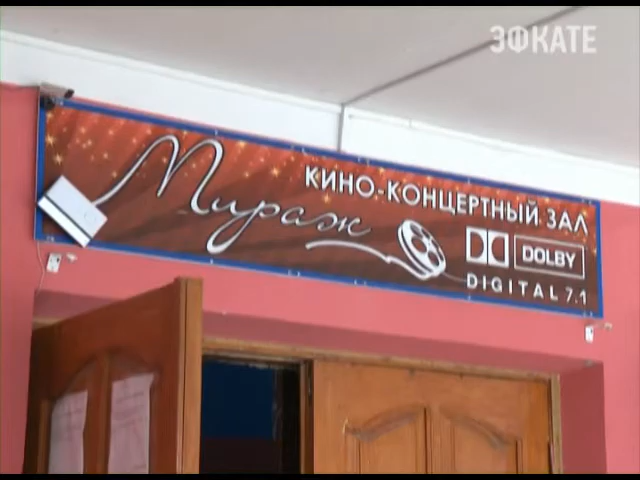 ЭФКАТЕ
КИНО-КОНЦЕРТНЫЙ ЗАЛ
Мираж
DOLBY
DIGITAL 7.1